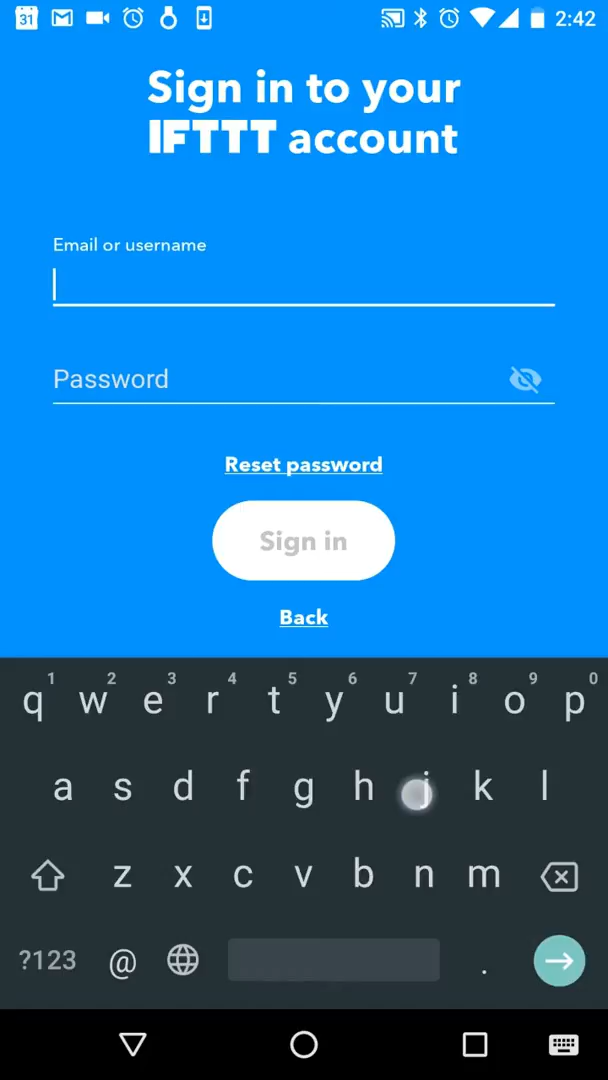 31 2:42
Sign in to your
IFTTT account
Email or username
Password
Reset password
Sign in
Back
1 2 3 4 5 6 7 8 9 0
q w e r t y u i o p
a s d f g h j k l
z x c v b n m
?123 @ .